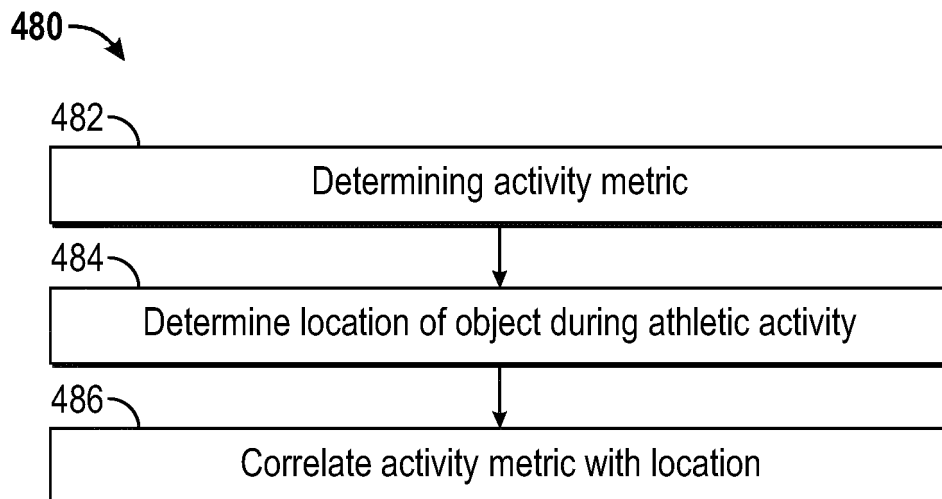 480
482
Determining activity metric
484
Determine location of object during athletic activity
486
Correlate activity metric with location